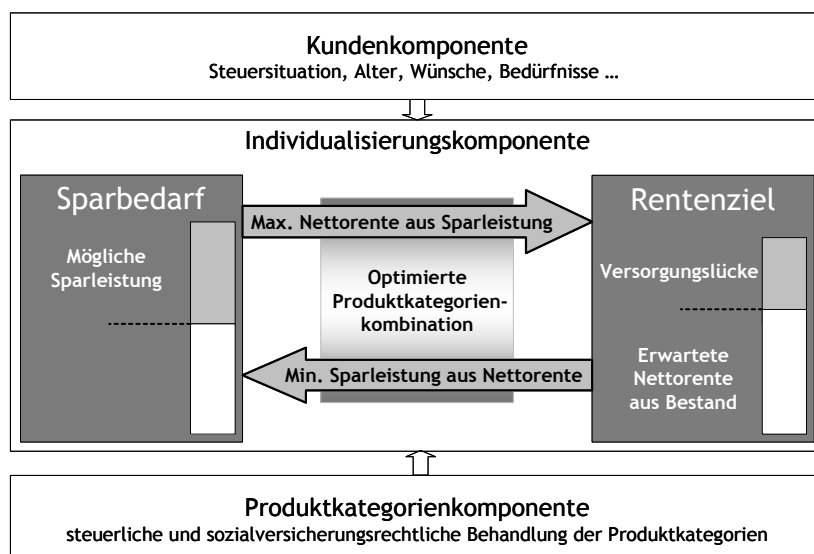 Kundenkomponente
Steuersituation, Alter, Wünsche, Bedürfnisse ...
Individualisierungskomponente
Sparbedarf
Mögliche
Sparleistung
Max. Nettorente aus Sparleistung
Optimierte
Produktkategorien-
kombination
Min. Sparleistung aus Nettorente
Rentenziel
Versorgungslücke
Erwartete
Nettorente
aus Bestand
Produktkategorienkomponente
steuerliche und sozialversicherungsrechtliche Behandlung der Produktkategorien